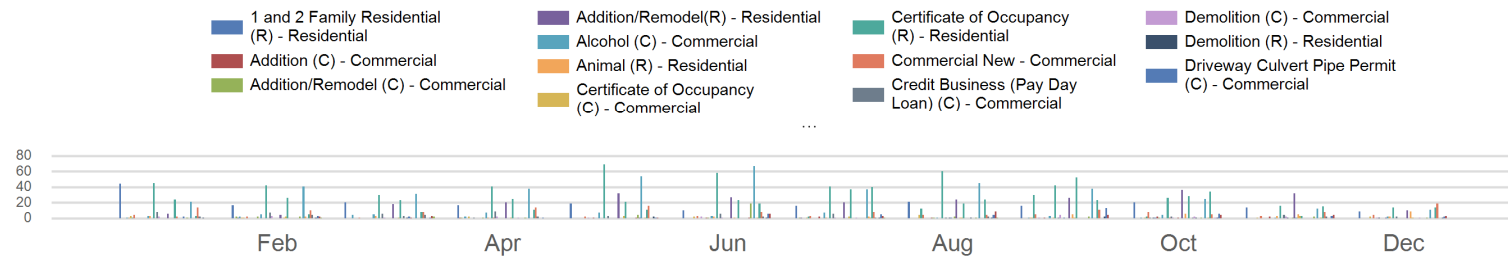 1 and 2 Family Residential
(R) - Residential
Addition (C) - Commercial
Addition/Remodel (C) - Commercial
Addition/Remodel(R) - Residential
Alcohol (C) - Commercial
Animal (R) - Residential
Certificate of Occupancy
(C) - Commercial
Certificate of Occupancy
(R) - Residential
Commercial New - Commercial
Credit Business (Pay Day
Loan) (C) - Commercial
Demolition (C) - Commercial
Demolition (R) - Residential
Driveway Culvert Pipe Permit
(C) - Commercial
...
80
60
40
20
0
Feb Apr Jun Aug Oct Dec